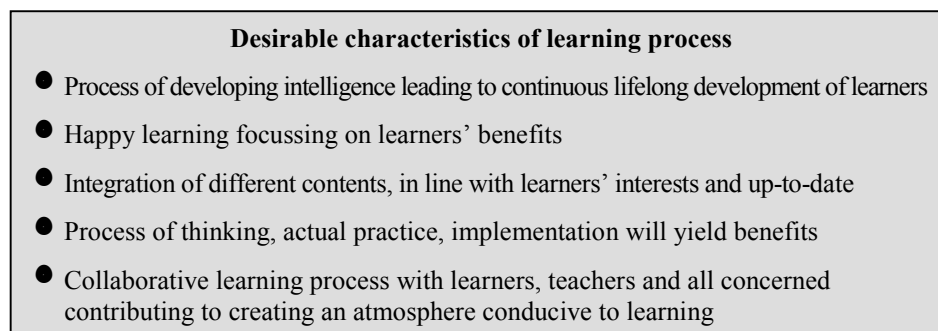 Desirable characteristics of learning process
● Process of developing intelligence leading to continuous lifelong development of learners
● Happy learning focussing on learners’ benefits
● Integration of different contents, in line with learners’ interests and up-to-date
● Process of thinking, actual practice, implementation will yield benefits
● Collaborative learning process with learners, teachers and all concerned
contributing to creating an atmosphere conducive to learning